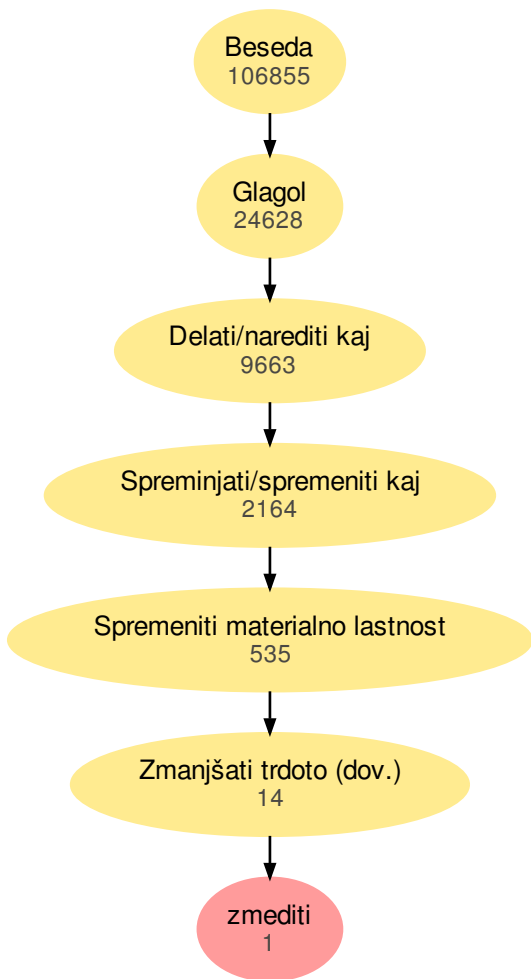 Beseda
106855
Glagol
24628
Delati/narediti kaj
9663
Spreminjati/spremeniti kaj
2164
Spremeniti materialno lastnost
535
Zmanjšati trdoto (dov.)
14
zmediti
1